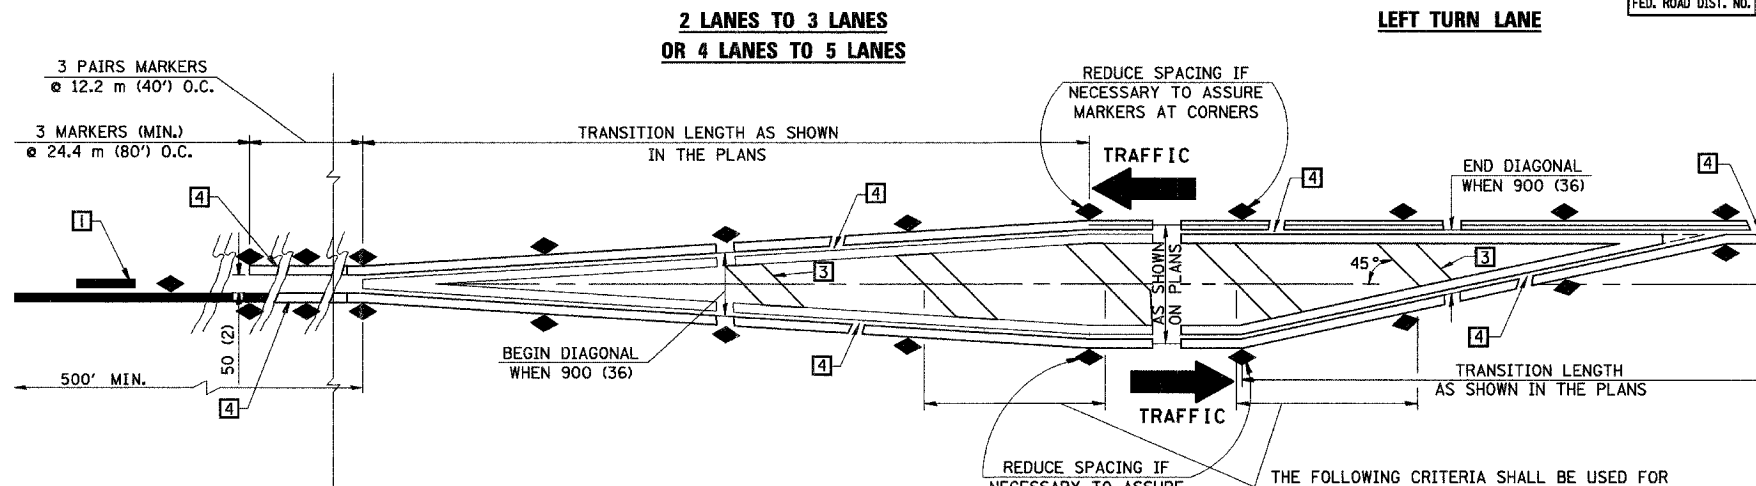 2 LANES TO 3 LANES
OR 4 LANES TO 5 LANES
LEFT TURN LANE
FED. ROAD DIST. NO.
3 PAIRS MARKERS
@ 12.2 m (40') O.C.
3 MARKERS (MIN.)
@ 24.4 m (80') O.C.
TRANSITION LENGTH AS SHOWN
IN THE PLANS
REDUCE SPACING IF
NECESSARY TO ASSURE
MARKERS AT CORNERS
TRAFFIC
END DIAGONAL
WHEN 900 (36)
4
4
4
4
1
3
3
45°
AS SHOWN
ON PLANS
50 (2)
500' MIN.
4
BEGIN DIAGONAL
WHEN 900 (36)
4
4
4
TRAFFIC
TRANSITION LENGTH
AS SHOWN IN THE PLANS
REDUCE SPACING IF
NECESSARY TO ASSURE
THE FOLLOWING CRITERIA SHALL BE USED FOR